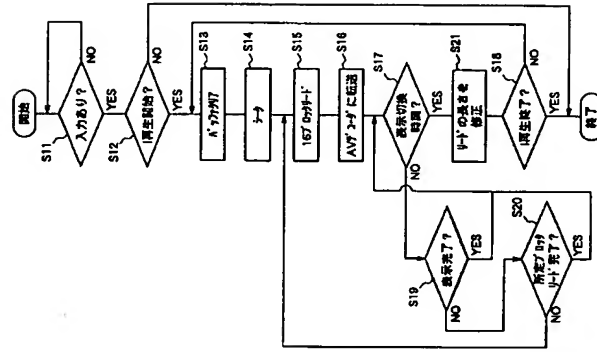 開始
S11
入力あり?
NO
YES
S12
I再生開始?
NO
YES
S13
バッファクリア
S14
シーク
S15
16ブロックリード
S16
AVデコーダに転送
S17
表示切換
時間?
NO
YES
S21
リードの長さを
修正
S18
I再生終了?
NO
YES
終了
S19
表示完了?
YES
NO
S20
所定ブロック
リード完了?
YES
NO